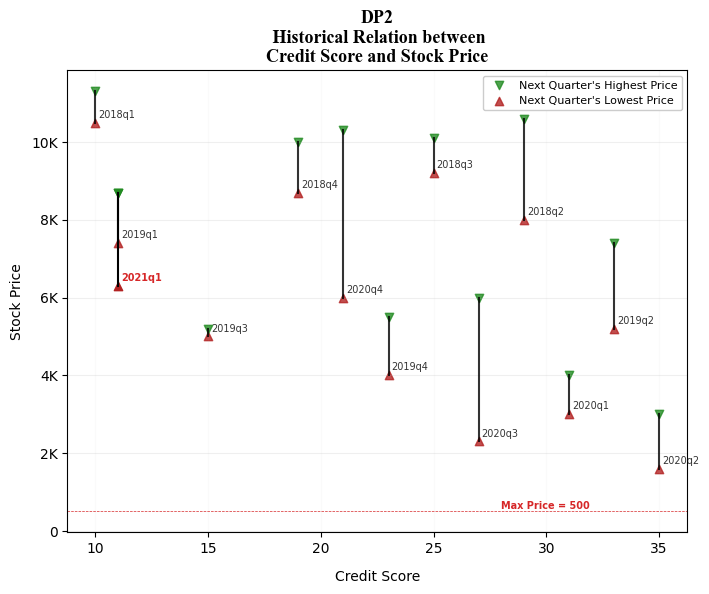 DP2
Historical Relation between
Credit Score and Stock Price
Next Quarter's Highest Price
Next Quarter's Lowest Price
2018q1
2018q2
2018q3
2018q4
2019q1
2021q1
2020q4
2019q3
2019q2
2019q4
2020q1
2020q3
2020q2
Max Price = 500
10K
8K
6K
4K
2K
0
Stock Price
10 15 20 25 30 35
Credit Score